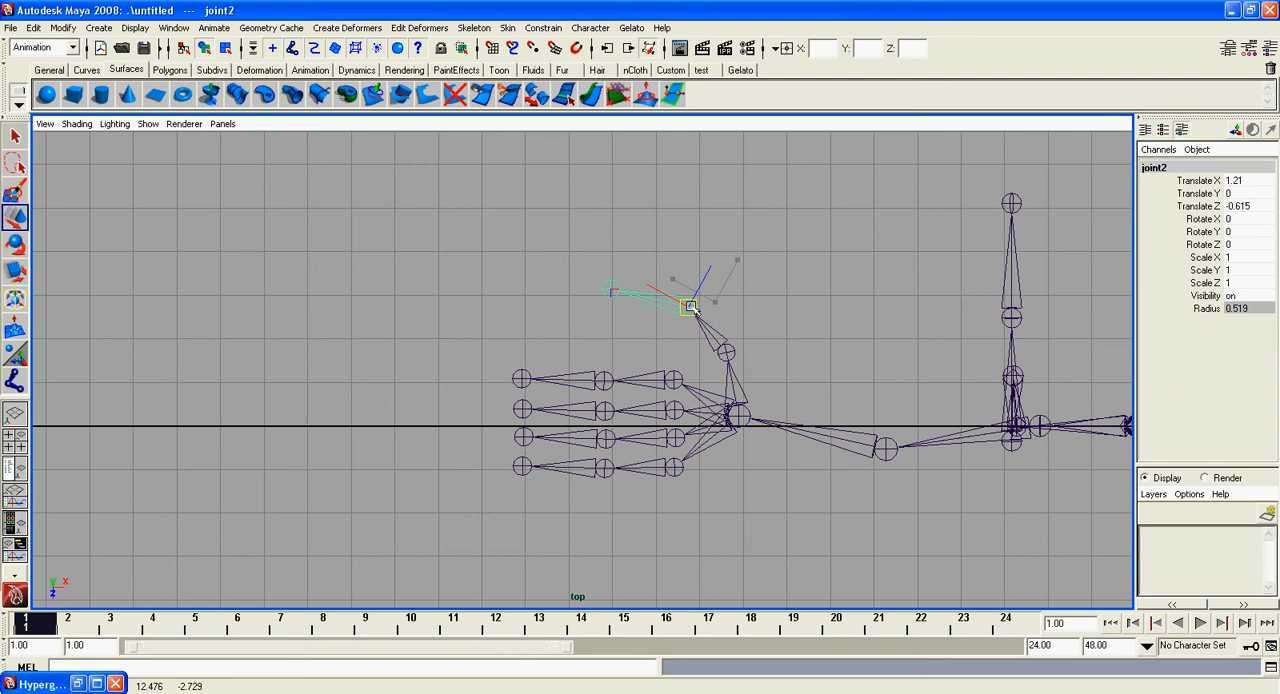 Autodesk Maya 2008: .\untitled --- joint2
File Edit Modify Create Display Window Animate Geometry Cache Create Deformers Edit Deformers Skeleton Skin Constrain Character Gelato Help
Animation X: Y: Z:
General Curves Surfaces Polygons Subdivs Deformation Animation Dynamics Rendering PaintEffects Toon Fluids Fur Hair nCloth Custom test Gelato
View Shading Lighting Show Renderer Panels
Channels Object
joint2
Translate X 1.21
Translate Y 0
Translate Z -0.615
Rotate X 0
Rotate Y 0
Rotate Z 0
Scale X 1
Scale Y 1
Scale Z 1
Visibility on
Radius 0.519
Display Render
Layers Options Help
y x
z
top
<< >>
1 2 3 4 5 6 7 8 9 10 11 12 13 14 15 16 17 18 19 20 21 22 23 24
1 1.00
1.00 1.00 24 24.00 48.00 No Character Set
MEL
Hyperg... 12.476 -2.729